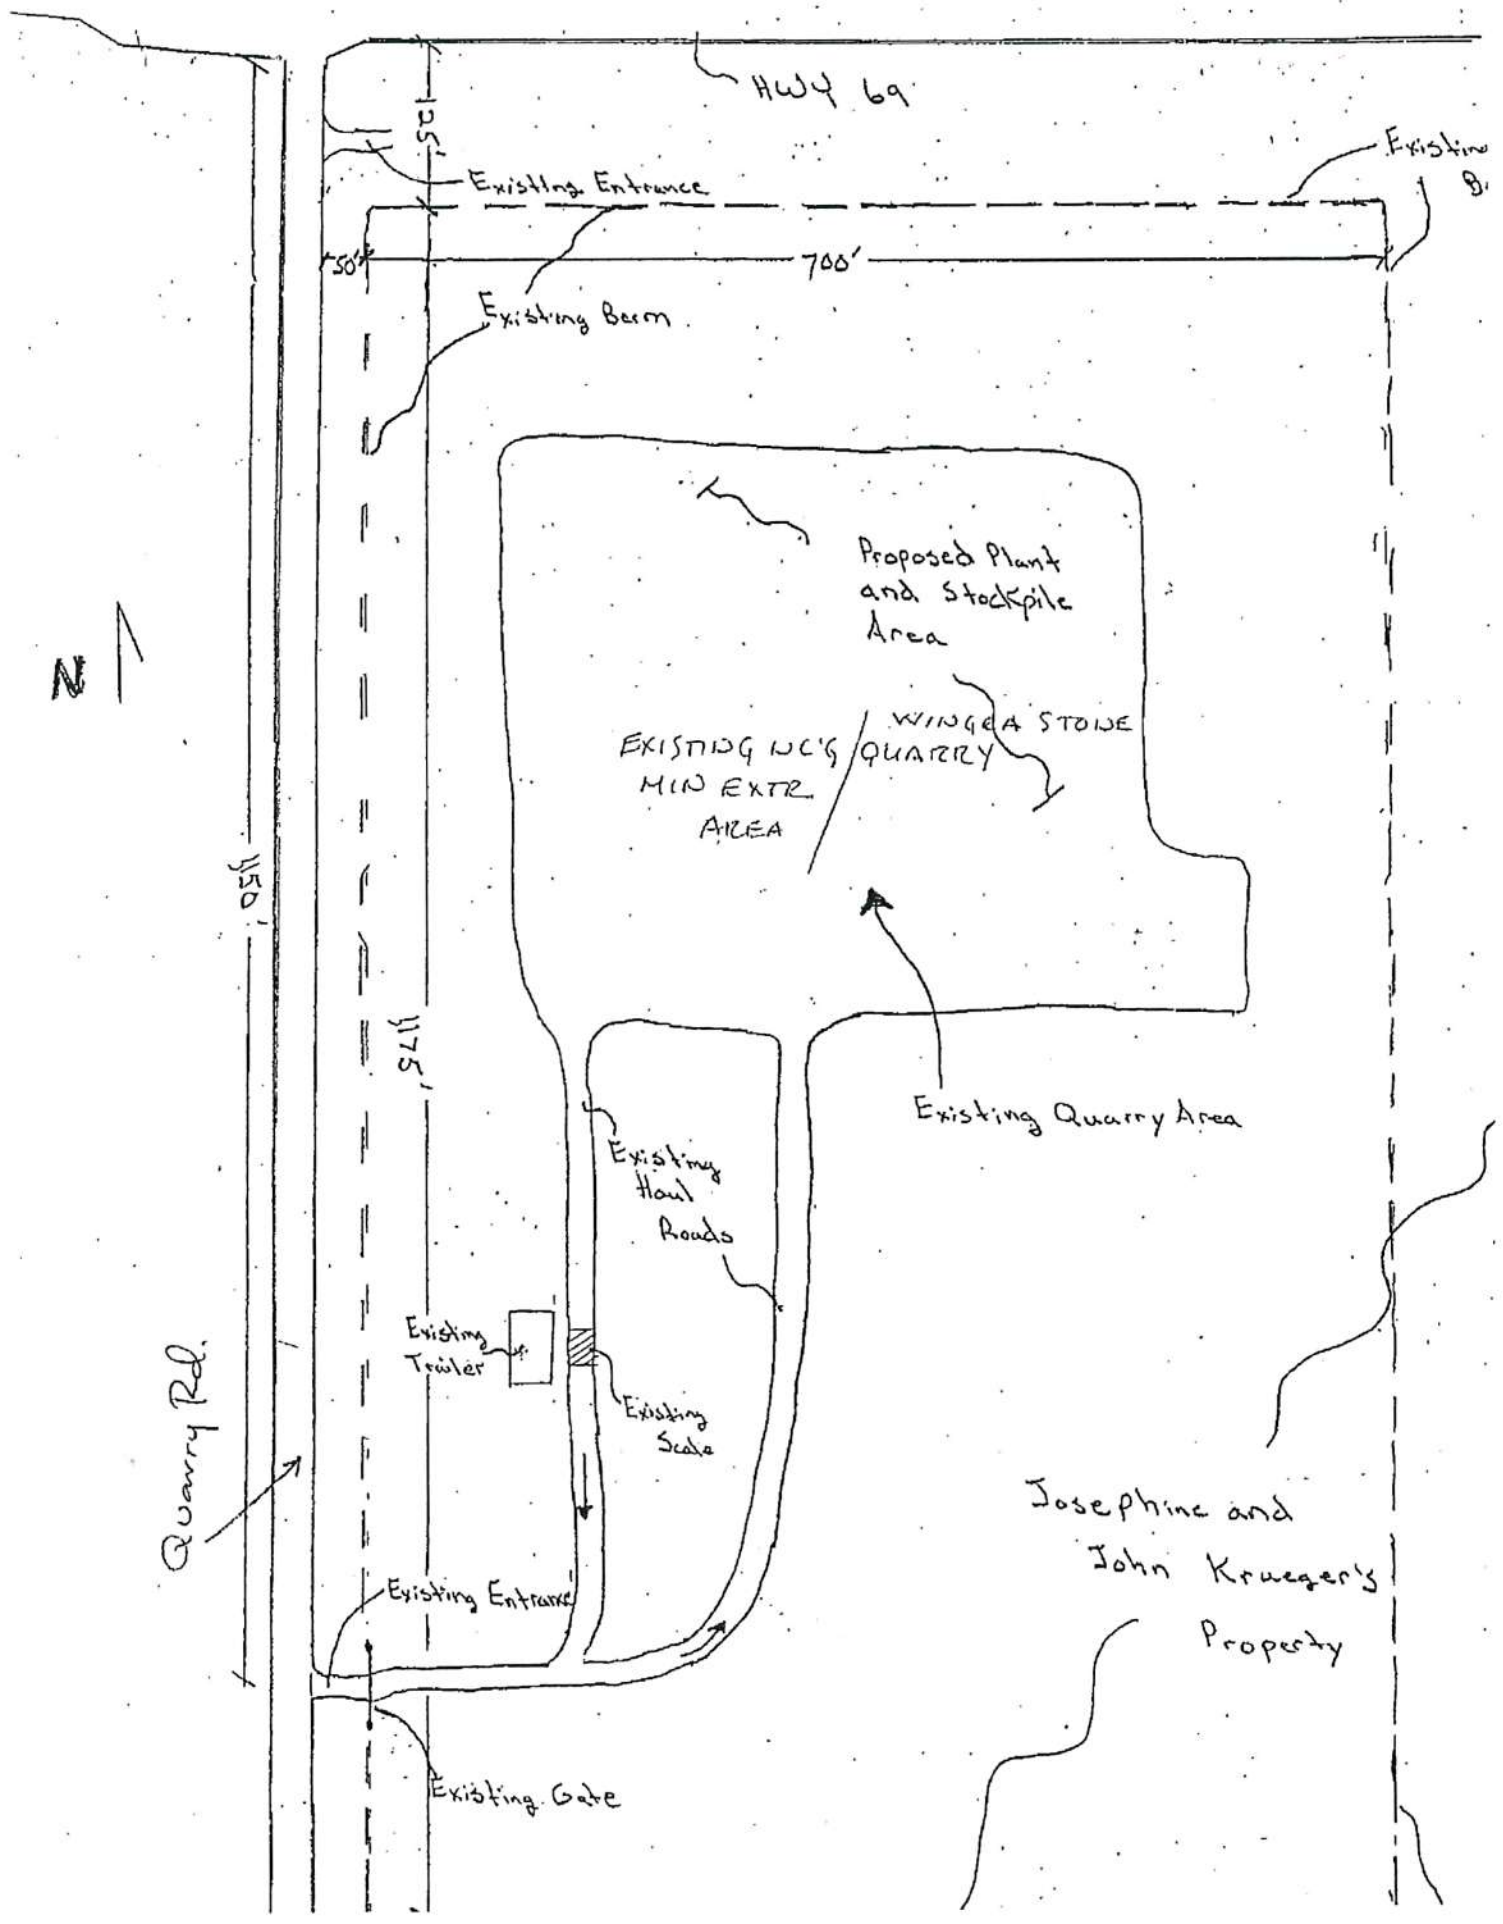 HWY 69
125'
Existing Entrance
Existing
B.
50'
700'
Existing Berm
Proposed Plant
and Stockpile
Area
N
WINGRA STONE
QUARRY
EXISTING NC'G
MIN EXTR
AREA
1150'
1175'
Existing Quarry Area
Existing
Haul
Roads
Existing
Trailer
Existing
Scale
Quarry Rd.
Josephine and
John Krueger's
Property
Existing Entrance
Existing Gate